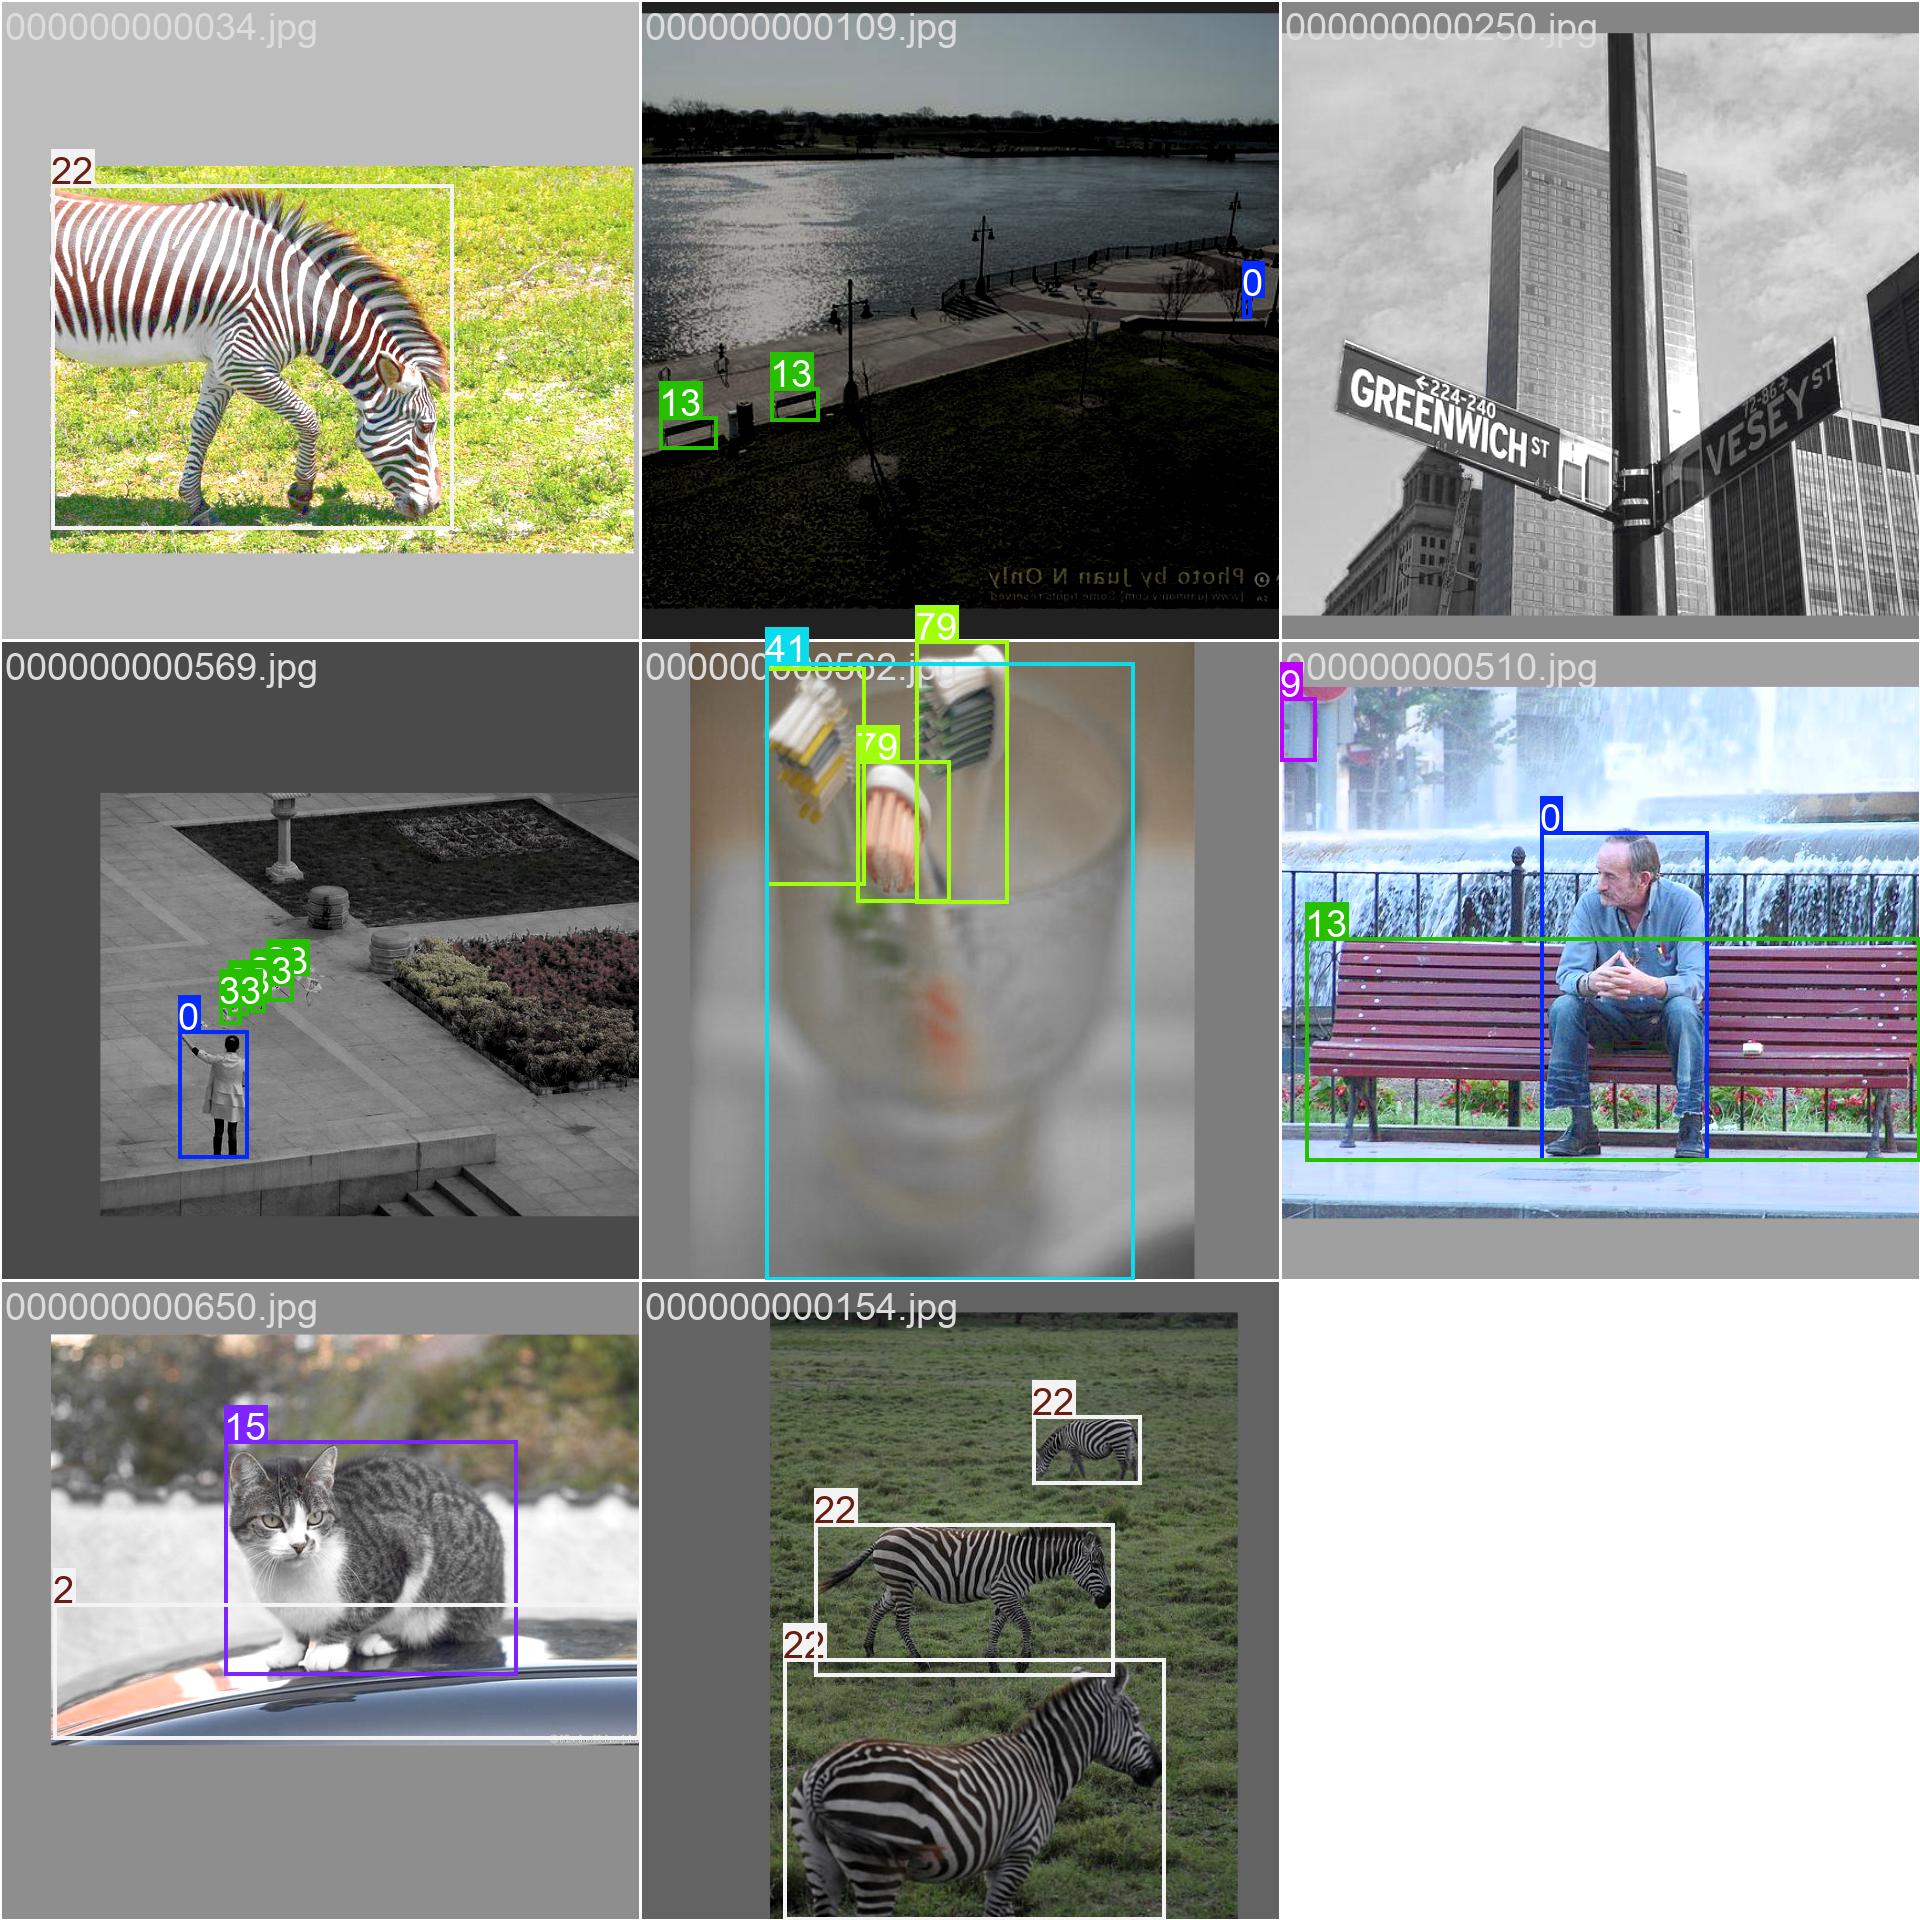 000000000034.jpg
000000000109.jpg
000000000250.jpg
22
0
13
13
Photo by Juan N Only
←224-240
GREENWICH ST
72-86→
VESEY ST
000000000569.jpg
000000000562.jpg
000000000510.jpg
41
79
79
9
0
13
33
0
000000000650.jpg
000000000154.jpg
15
2
22
22
22